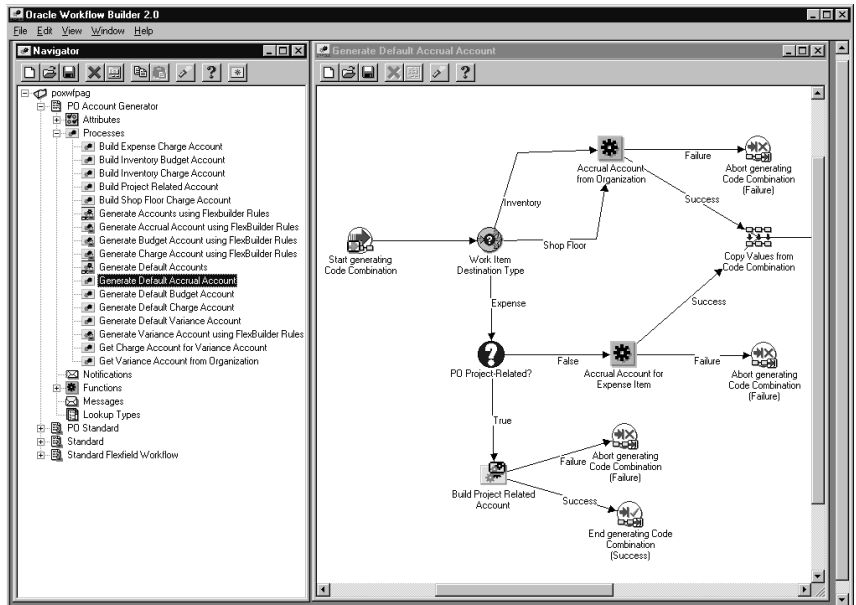 Oracle Workflow Builder 2.0
File Edit View Window Help
Navigator
poxwfpag
PO Account Generator
Attributes
Processes
Build Expense Charge Account
Build Inventory Budget Account
Build Inventory Charge Account
Build Project Related Account
Build Shop Floor Charge Account
Generate Accounts using Flexbuilder Rules
Generate Accrual Account using FlexBuilder Rules
Generate Budget Account using FlexBuilder Rules
Generate Charge Account using FlexBuilder Rules
Generate Default Accounts
Generate Default Accrual Account
Generate Default Budget Account
Generate Default Charge Account
Generate Default Variance Account
Generate Variance Account using FlexBuilder Rules
Get Charge Account for Variance Account
Get Variance Account from Organization
Notifications
Functions
Messages
Lookup Types
PO Standard
Standard
Standard Flexfield Workflow
Generate Default Accrual Account
Accrual Account
from Organization
Failure
Abort generating
Code Combination
(Failure)
Inventory
Success
Start generating
Code Combination
Work Item
Destination Type
Shop Floor
Copy Values from
Code Combination
Expense
Success
PO Project-Related?
False
Accrual Account for
Expense Item
Failure
Abort generating
Code Combination
(Failure)
True
Build Project Related
Account
Failure
Abort generating
Code Combination
(Failure)
Success
End generating Code
Combination
(Success)